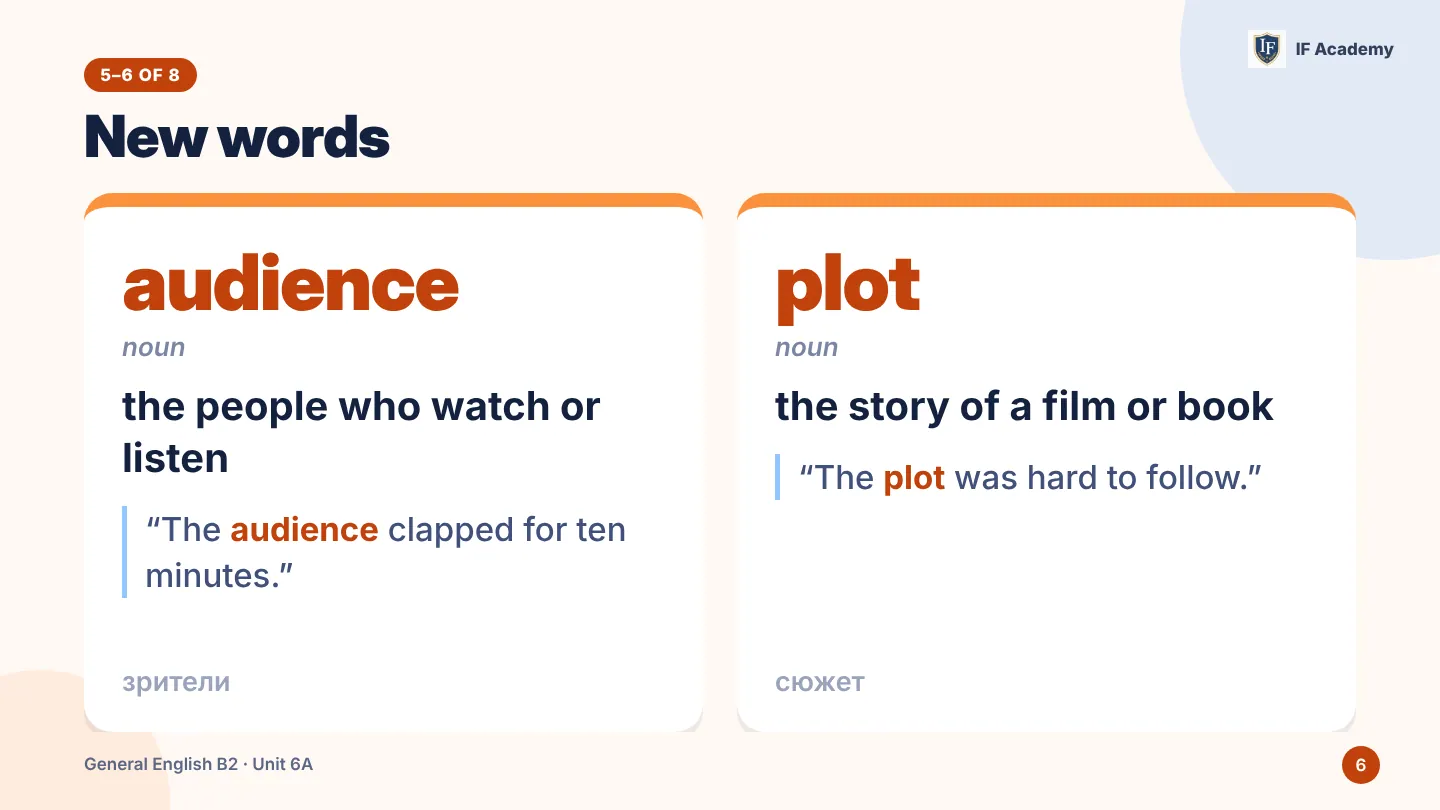 IF
IF Academy
5–6 OF 8
New words
audience
noun
the people who watch or
listen
“The audience clapped for ten
minutes.”
зрители
plot
noun
the story of a film or book
“The plot was hard to follow.”
сюжет
General English B2 · Unit 6A
6